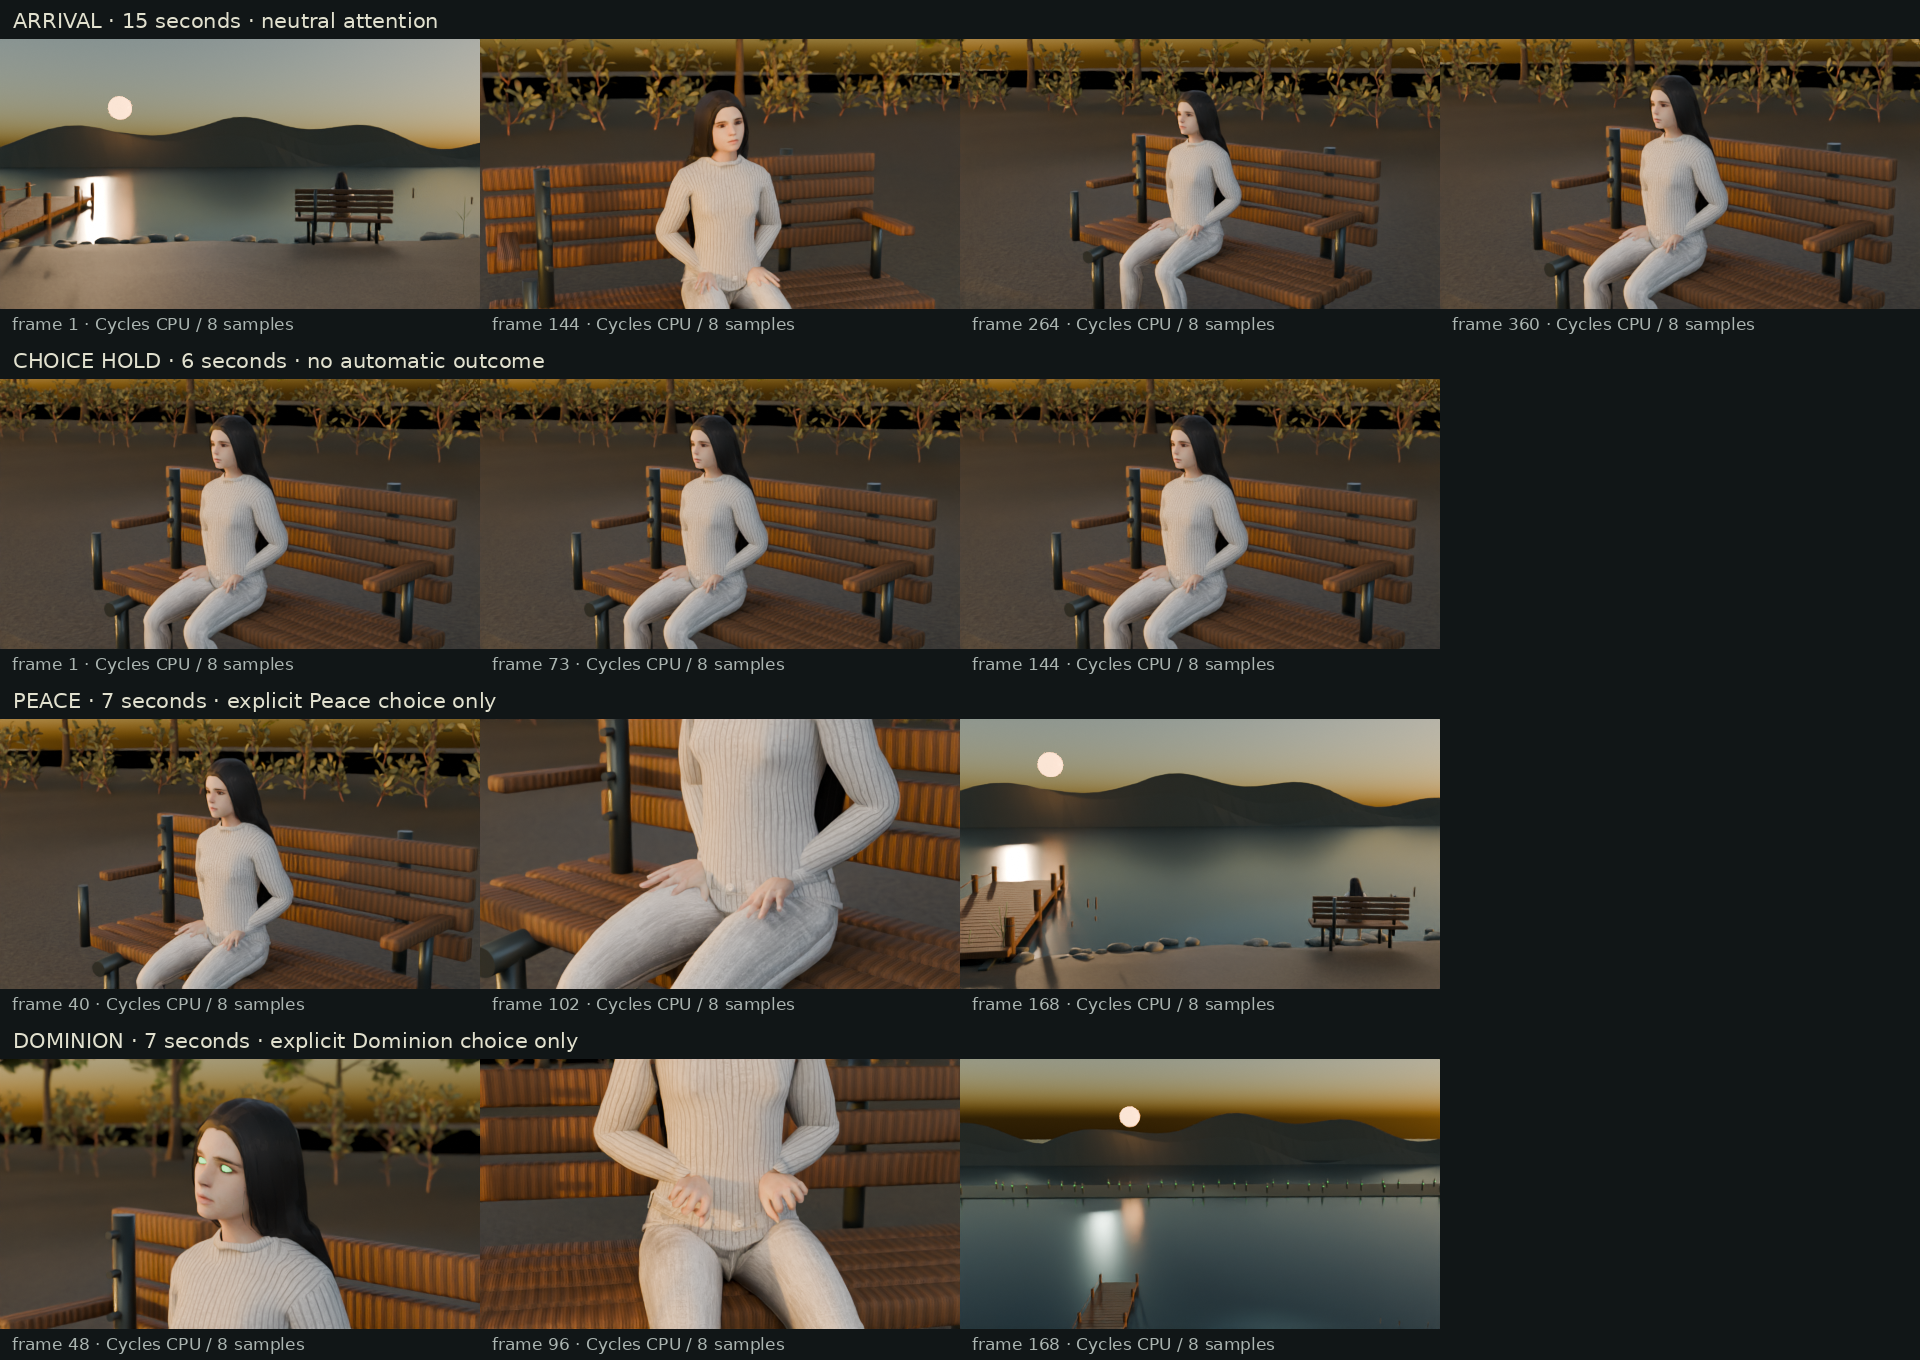 ARRIVAL · 15 seconds · neutral attention
frame 1 · Cycles CPU / 8 samples
frame 144 · Cycles CPU / 8 samples
frame 264 · Cycles CPU / 8 samples
frame 360 · Cycles CPU / 8 samples
CHOICE HOLD · 6 seconds · no automatic outcome
frame 1 · Cycles CPU / 8 samples
frame 73 · Cycles CPU / 8 samples
frame 144 · Cycles CPU / 8 samples
PEACE · 7 seconds · explicit Peace choice only
frame 40 · Cycles CPU / 8 samples
frame 102 · Cycles CPU / 8 samples
frame 168 · Cycles CPU / 8 samples
DOMINION · 7 seconds · explicit Dominion choice only
frame 48 · Cycles CPU / 8 samples
frame 96 · Cycles CPU / 8 samples
frame 168 · Cycles CPU / 8 samples